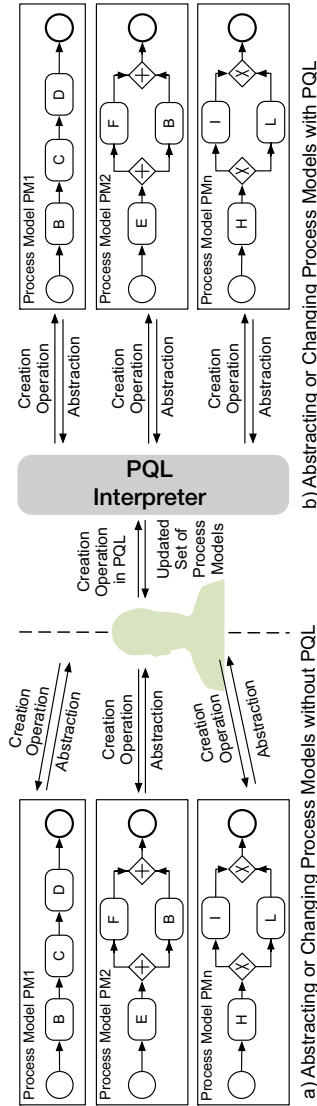 Process Model PM1
B
C
D
Process Model PM2
E
F
B
Process Model PMn
H
I
L
X
X
Creation
Operation
Abstraction
Creation
Operation
Abstraction
Creation
Operation
Abstraction
a) Abstracting or Changing Process Models without PQL
Creation
Operation
in PQL
Updated
Set of
Process
Models
PQL
Interpreter
Creation
Operation
Abstraction
Creation
Operation
Abstraction
Creation
Operation
Abstraction
Process Model PM1
B
C
D
Process Model PM2
E
F
B
Process Model PMn
H
I
L
X
X
b) Abstracting or Changing Process Models with PQL